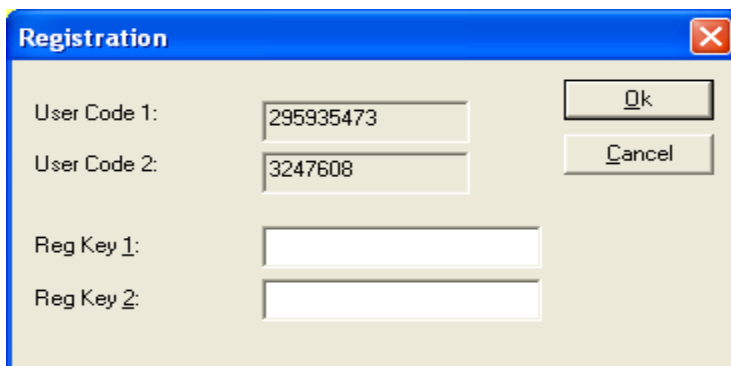 Registration
User Code 1: 295935473
Ok
User Code 2: 3247608
Cancel
Reg Key 1:
Reg Key 2: